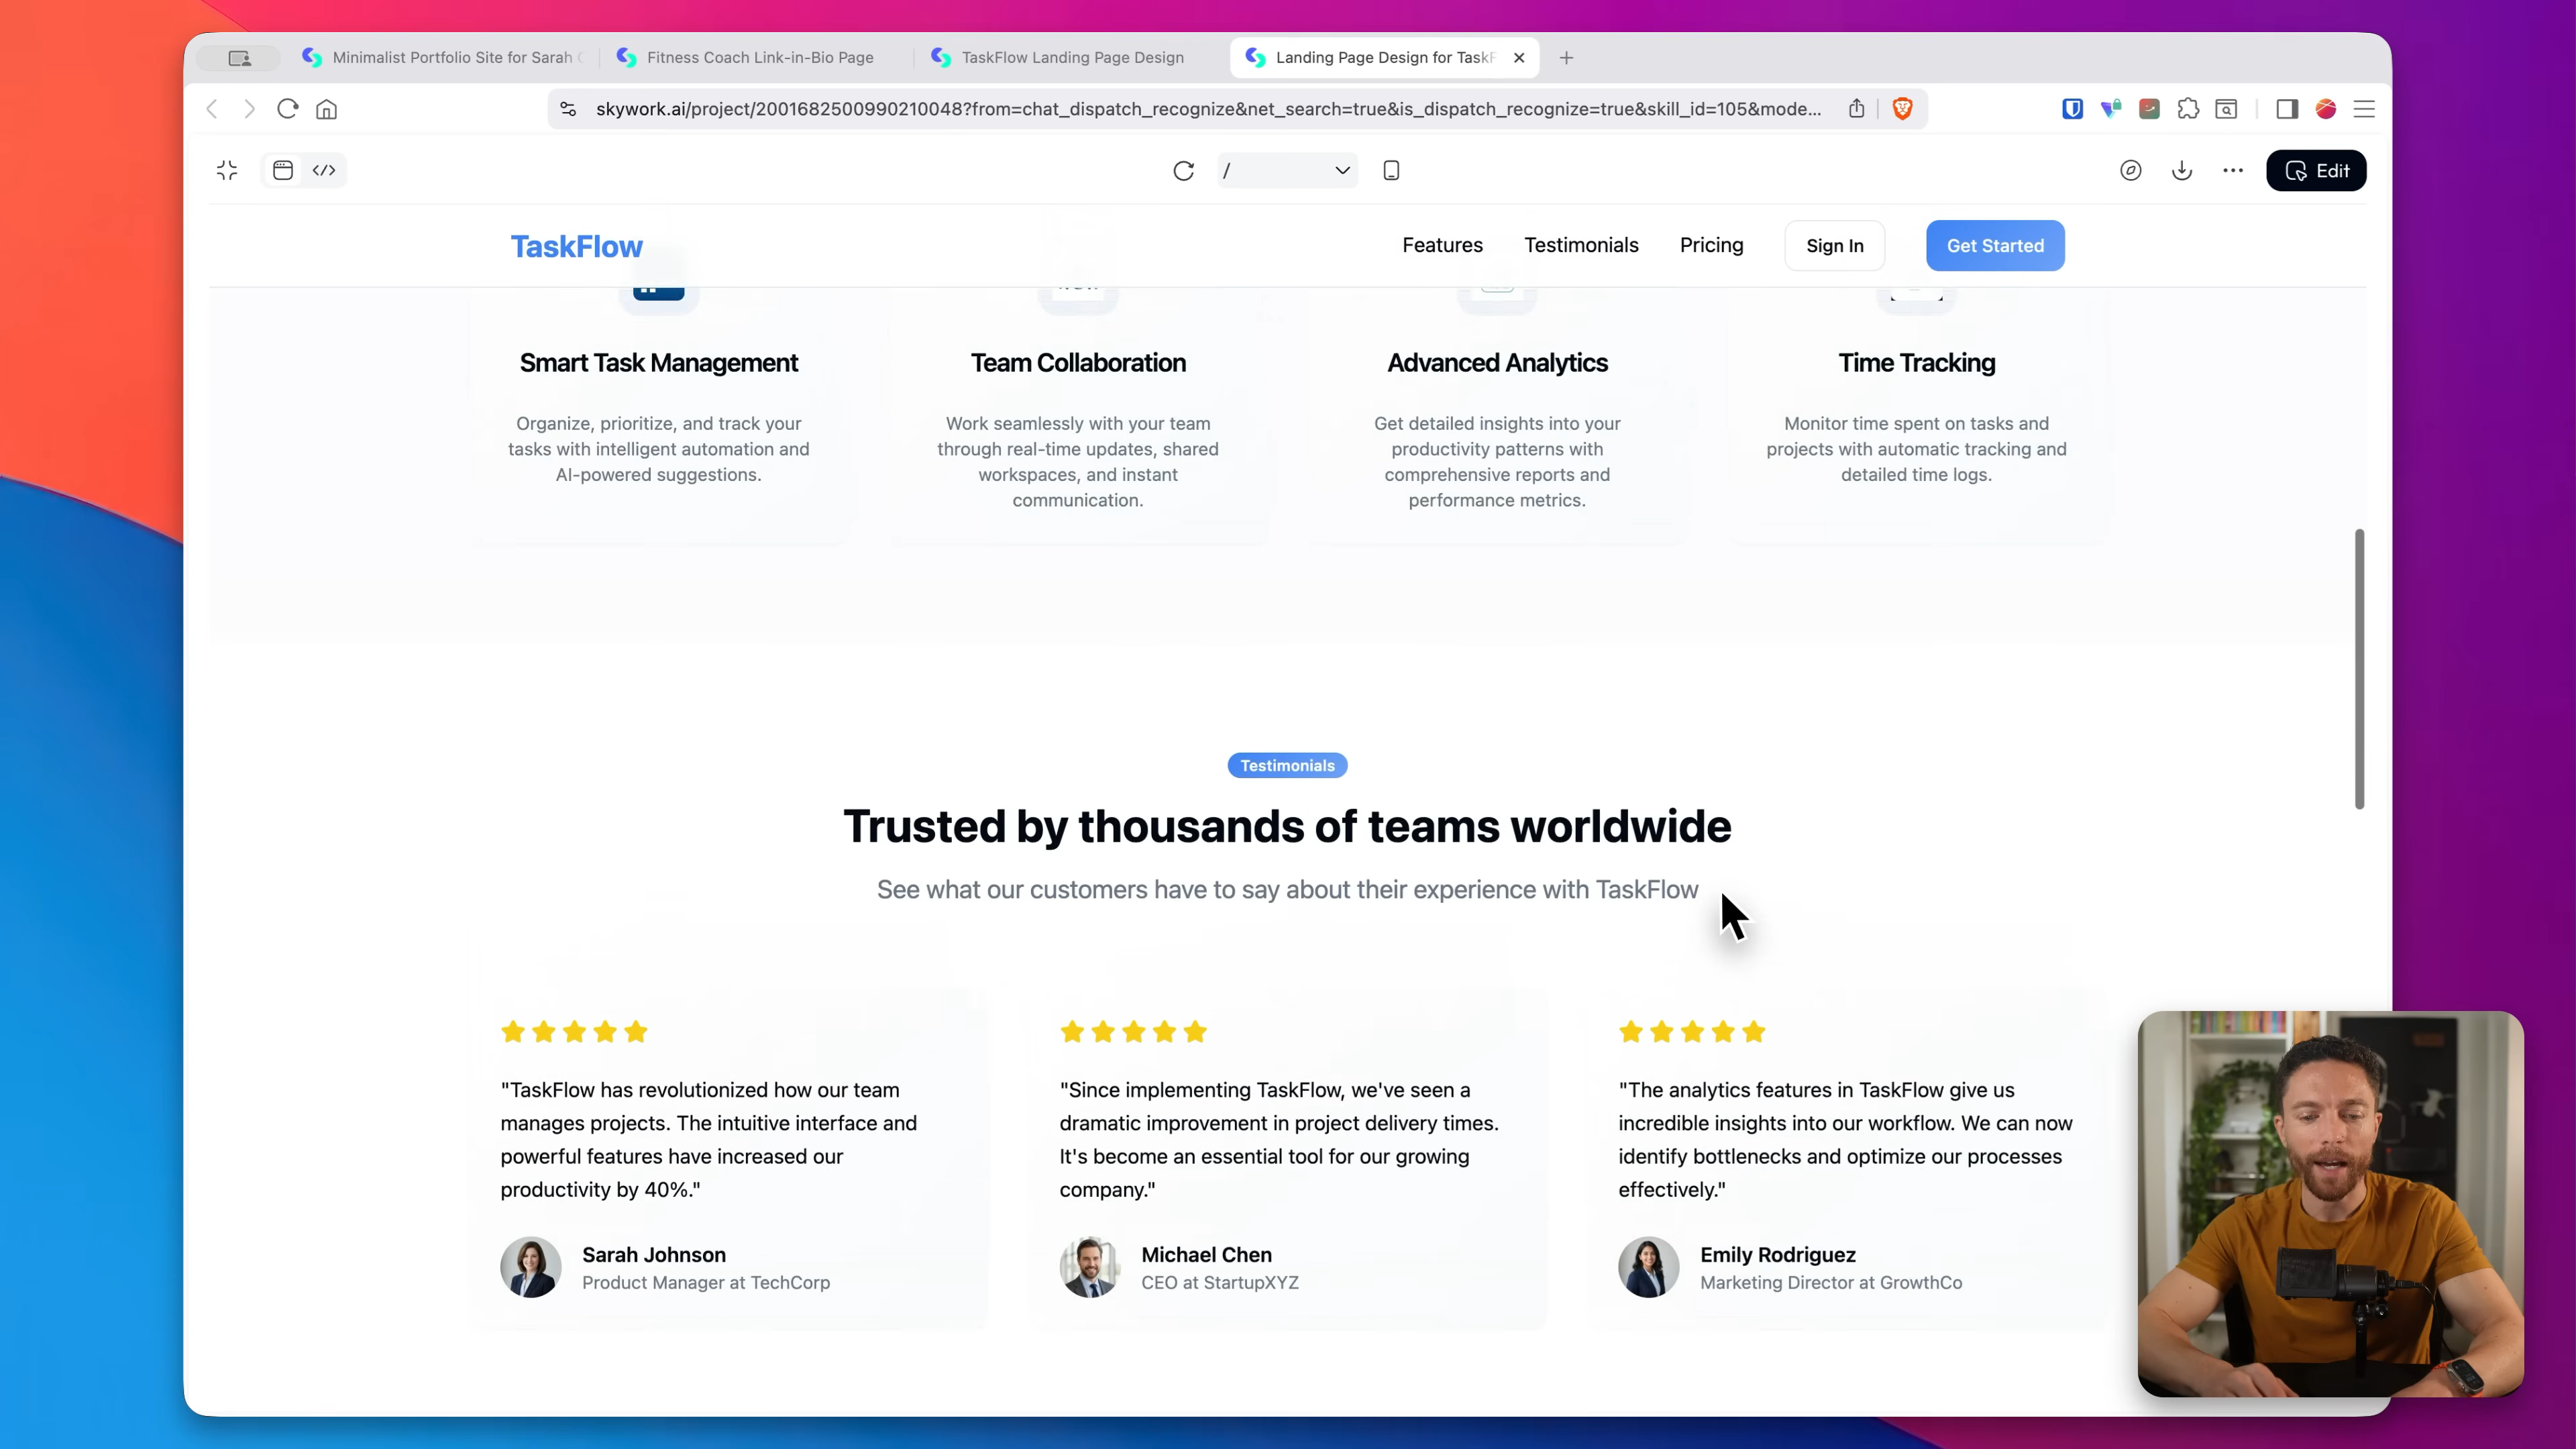 Minimalist Portfolio Site for Sarah
Fitness Coach Link-in-Bio Page
TaskFlow Landing Page Design
Landing Page Design for TaskF
skywork.ai/project/2001682500990210048?from=chat_dispatch_recognize&net_search=true&is_dispatch_recognize=true&skill_id=105&mode...
/
Edit
TaskFlow
Features
Testimonials
Pricing
Sign In
Get Started
Smart Task Management
Organize, prioritize, and track your
tasks with intelligent automation and
AI-powered suggestions.
Team Collaboration
Work seamlessly with your team
through real-time updates, shared
workspaces, and instant
communication.
Advanced Analytics
Get detailed insights into your
productivity patterns with
comprehensive reports and
performance metrics.
Time Tracking
Monitor time spent on tasks and
projects with automatic tracking and
detailed time logs.
Testimonials
Trusted by thousands of teams worldwide
See what our customers have to say about their experience with TaskFlow
"TaskFlow has revolutionized how our team
manages projects. The intuitive interface and
powerful features have increased our
productivity by 40%."
Sarah Johnson
Product Manager at TechCorp
"Since implementing TaskFlow, we've seen a
dramatic improvement in project delivery times.
It's become an essential tool for our growing
company."
Michael Chen
CEO at StartupXYZ
"The analytics features in TaskFlow give us
incredible insights into our workflow. We can now
identify bottlenecks and optimize our processes
effectively."
Emily Rodriguez
Marketing Director at GrowthCo